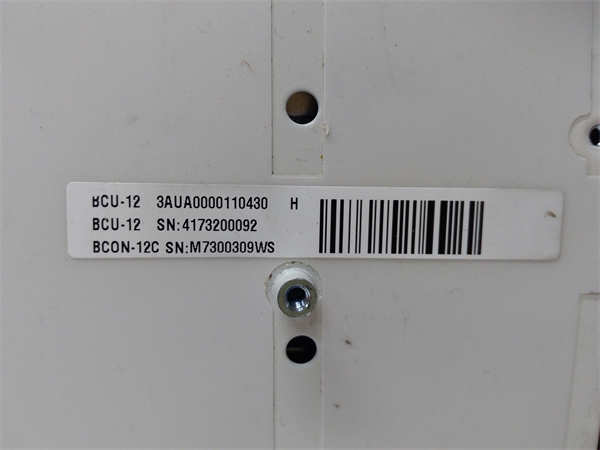 BCU-12 3AUA0000110430 H
BCU-12 SN:4173200092
BCON-12C SN:M7300309WS